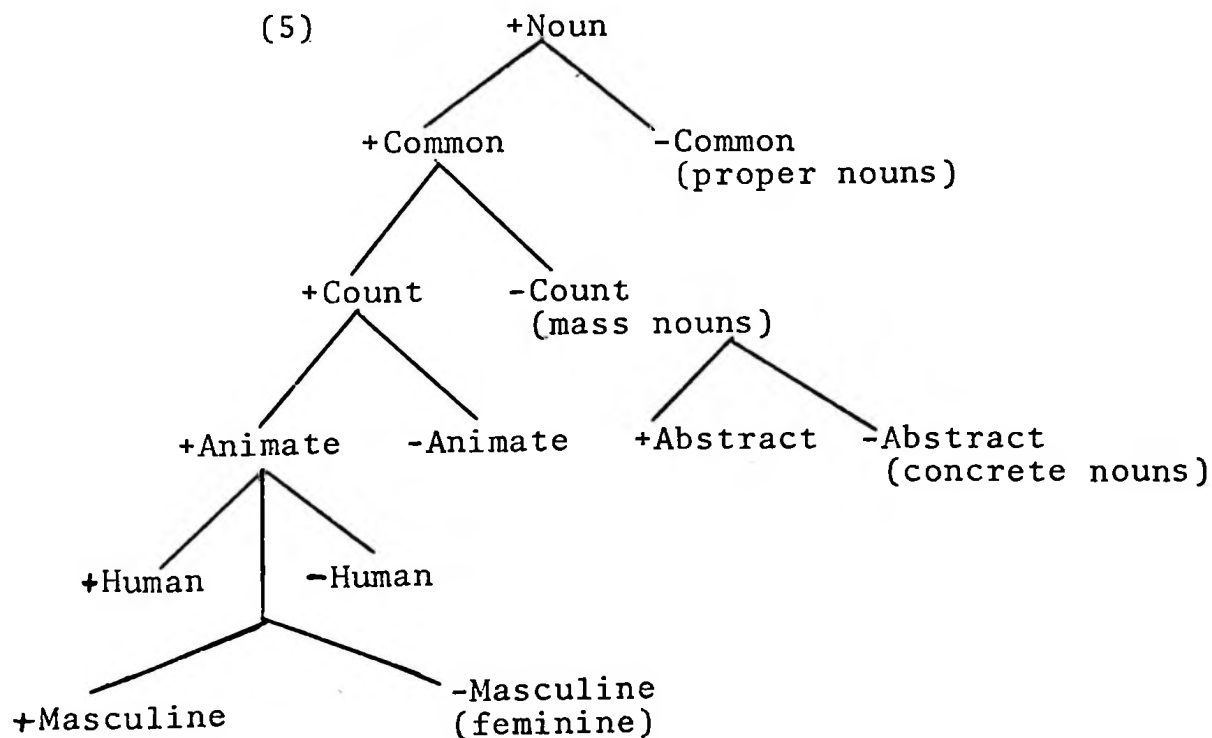 (5) +Noun
+Common -Common
(proper nouns)
+Count -Count
(mass nouns)
+Animate -Animate +Abstract -Abstract
(concrete nouns)
+Human -Human
-Masculine
+Masculine (feminine)